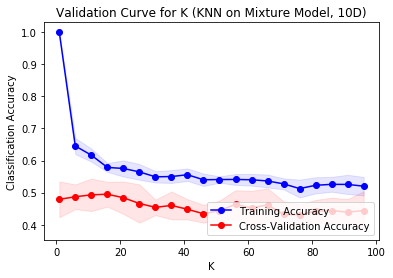 Validation Curve for K (KNN on Mixture Model, 10D)
Classification Accuracy
1.0
0.9
0.8
0.7
0.6
0.5
0.4
Training Accuracy
Cross-Validation Accuracy
0
20
40
60
80
100
K